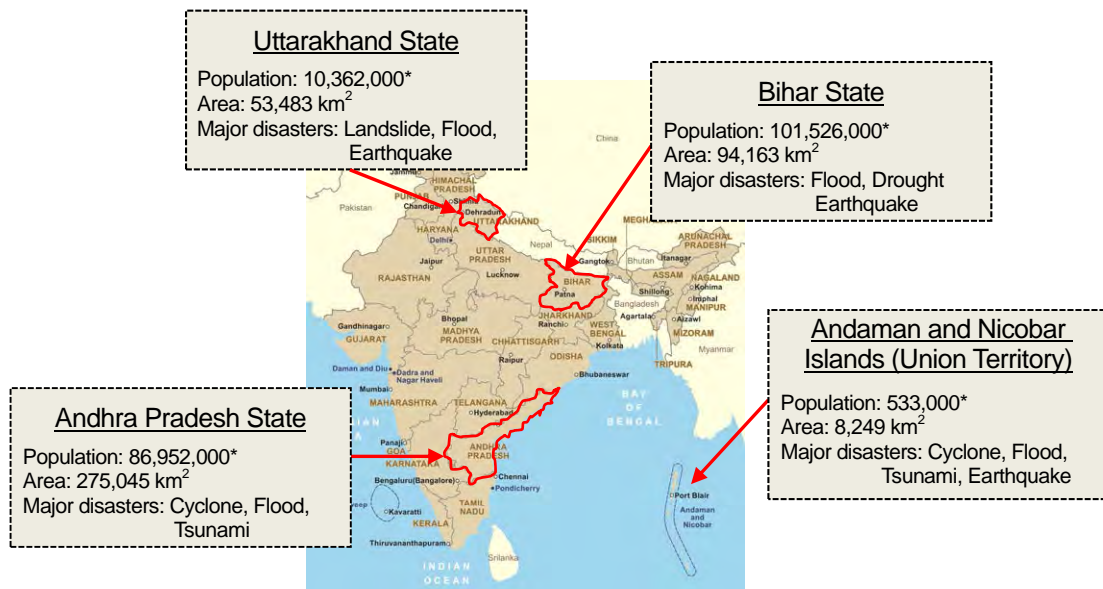 Uttarakhand State
Population: 10,362,000*
Area: 53,483 km²
Major disasters: Landslide, Flood,
Earthquake
Bihar State
Population: 101,526,000*
Area: 94,163 km²
Major disasters: Flood, Drought
Earthquake
Andaman and Nicobar
Islands (Union Territory)
Population: 533,000*
Area: 8,249 km²
Major disasters: Cyclone, Flood,
Tsunami, Earthquake
Andhra Pradesh State
Population: 86,952,000*
Area: 275,045 km²
Major disasters: Cyclone, Flood,
Tsunami
China
HIMACHAL
PRADESH
Pakistan
Dehradun
UTTARAKHAND
HARYANA
Delhi
Nepal
SIKKIM
Gangtok
Bhutan
Itanagar
ARUNACHAL
PRADESH
UTTAR
PRADESH
Jaipur
Lucknow
RAJASTHAN
BIHAR
Patna
ASSAM
NAGALAND
Kohima
Shillong
Imphal
MANIPUR
Bangladesh
Agartala
Aizawl
MIZORAM
TRIPURA
Myanmar
JHARKHAND
Ranchi
WEST
BENGAL
Kolkata
Gandhinagar
GUJARAT
Bhopal
MADHYA
PRADESH
CHHATTISGARH
Raipur
ODISHA
Bhubaneswar
Daman and Diu
Dadra and
Nagar Haveli
Mumbai
MAHARASHTRA
TELANGANA
Hyderabad
BAY
OF
BENGAL
Panaji
GOA
KARNATAKA
ANDHRA
PRADESH
Bengaluru(Bangalore)
Chennai
Pondicherry
Kavaratti
TAMIL
NADU
KERALA
Thiruvananthapuram
Srilanka
INDIAN
OCEAN
Port Blair
Andaman
and
Nicobar